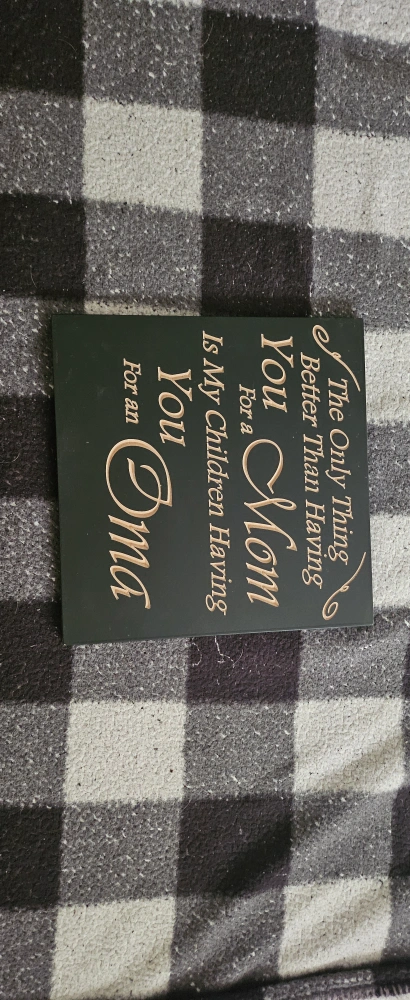 The Only Thing
Better Than Having
You For a Mom
Is My Children Having
You For an Oma